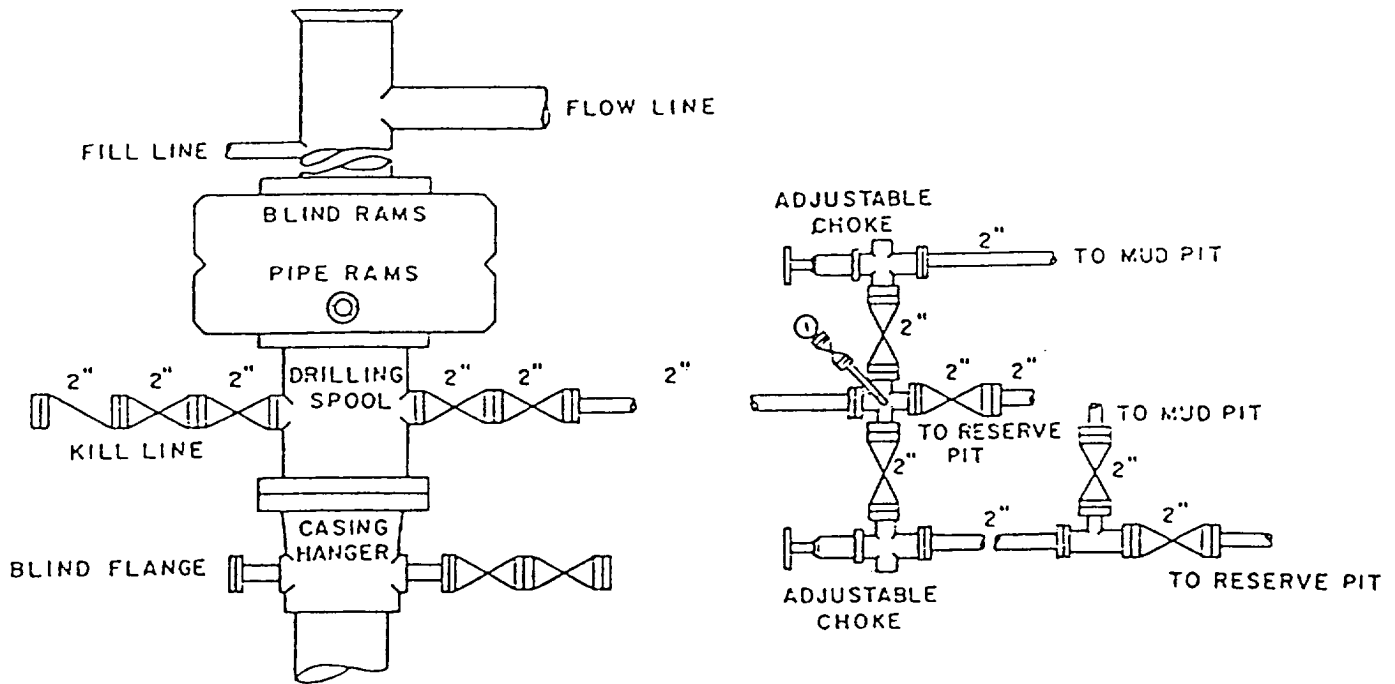 FLOW LINE
FILL LINE
BLIND RAMS
PIPE RAMS
2" 2" 2"
DRILLING
SPOOL
2" 2" 2"
KILL LINE
CASING
HANGER
BLIND FLANGE
ADJUSTABLE
CHOKE
2"
TO MUD PIT
2"
2" 2"
TO RESERVE
PIT
TO MUD PIT
2"
2"
2"
2"
TO RESERVE PIT
ADJUSTABLE
CHOKE